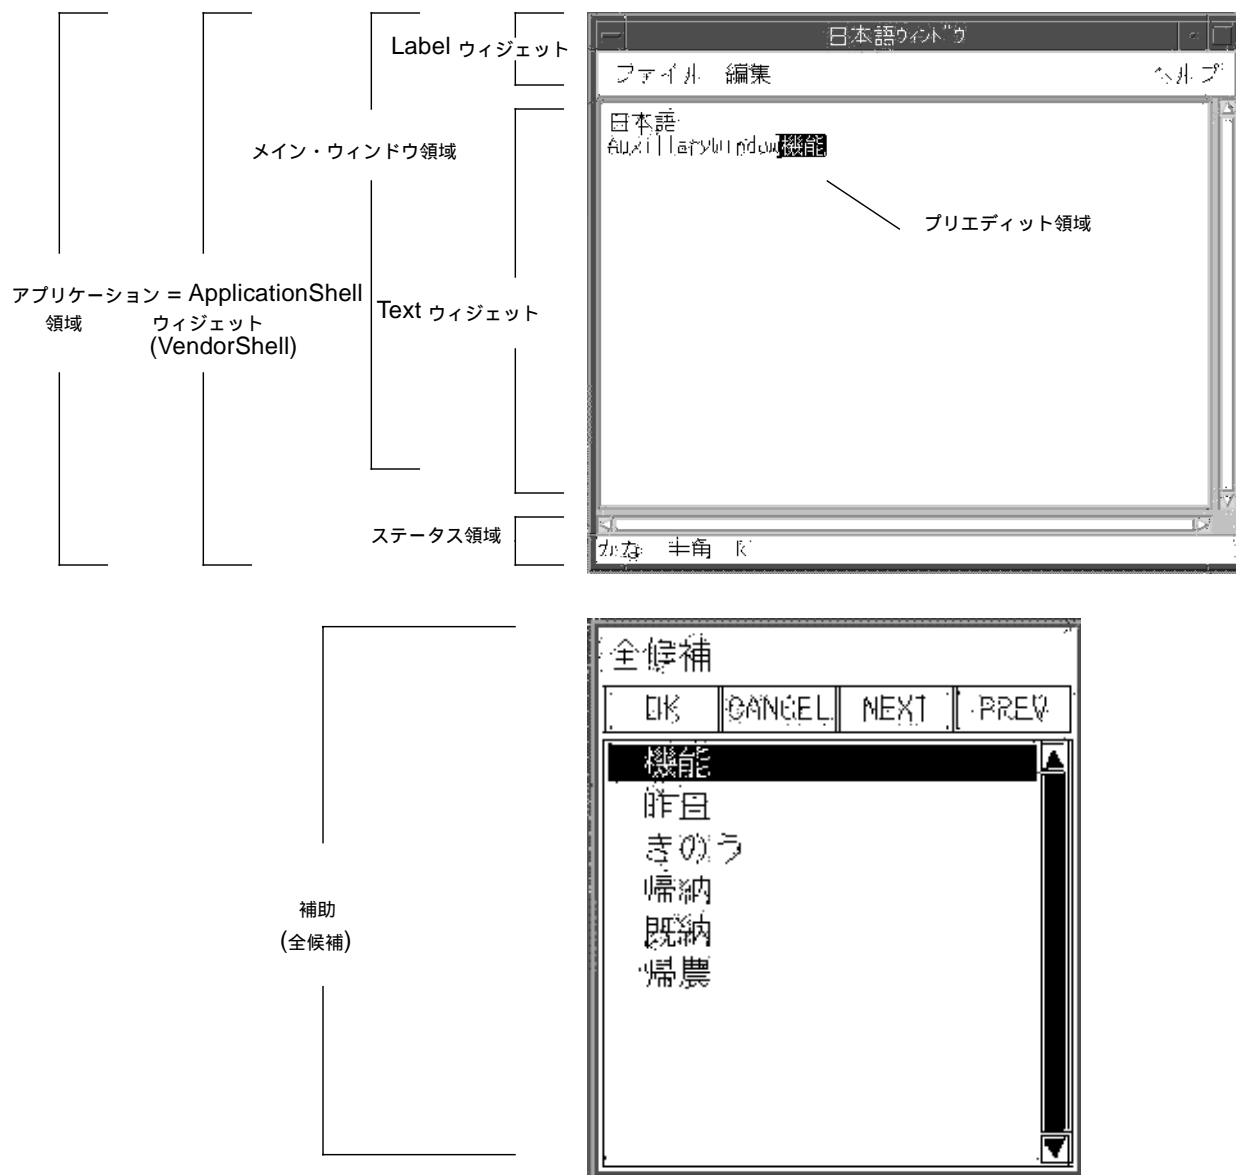 Label ウィジェット
日本語ウィンドウ
ファイル 編集 ヘルプ
日本語
AuxillaryWindow機能
メイン・ウィンドウ領域
プリエディット領域
アプリケーション = ApplicationShell
領域 ウィジェット
(VendorShell)
Text ウィジェット
ステータス領域
かな 半角 R
全候補
OK CANCEL NEXT PREV
機能
昨日
きのう
帰納
既納
帰農
補助
(全候補)